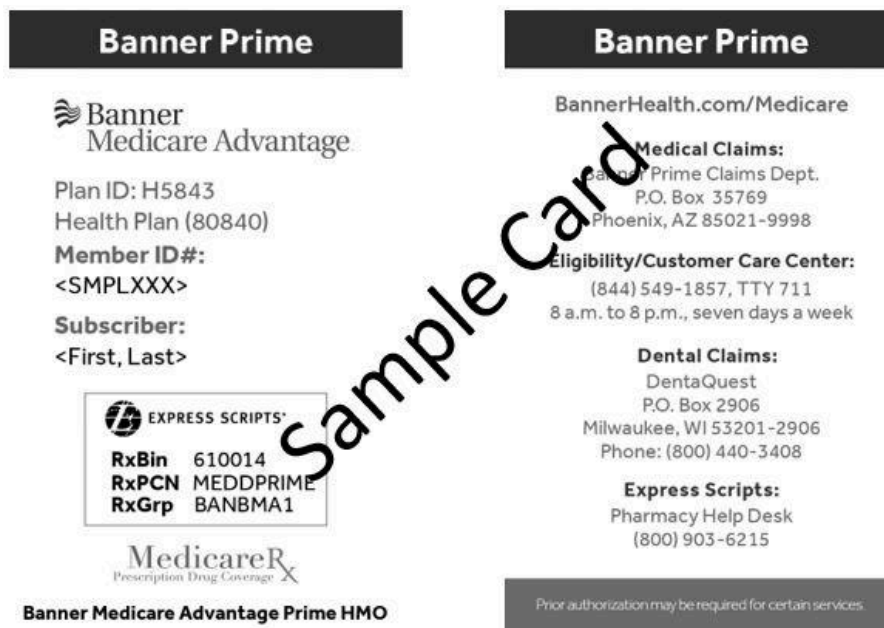 Banner Prime
Banner
Medicare Advantage
Plan ID: H5843
Health Plan (80840)
Member ID#:
<SMPLXXX>
Subscriber:
<First, Last>
EXPRESS SCRIPTS®
RxBin 610014
RxPCN MEDDPRIME
RxGrp BANBMA1
MedicareRx
Prescription Drug Coverage
Banner Medicare Advantage Prime HMO
Sample Card
Banner Prime
BannerHealth.com/Medicare
Medical Claims:
Banner Prime Claims Dept.
P.O. Box 35769
Phoenix, AZ 85021-9998
Eligibility/Customer Care Center:
(844) 549-1857, TTY 711
8 a.m. to 8 p.m., seven days a week
Dental Claims:
DentaQuest
P.O. Box 2906
Milwaukee, WI 53201-2906
Phone: (800) 440-3408
Express Scripts:
Pharmacy Help Desk
(800) 903-6215
Prior authorization may be required for certain services.